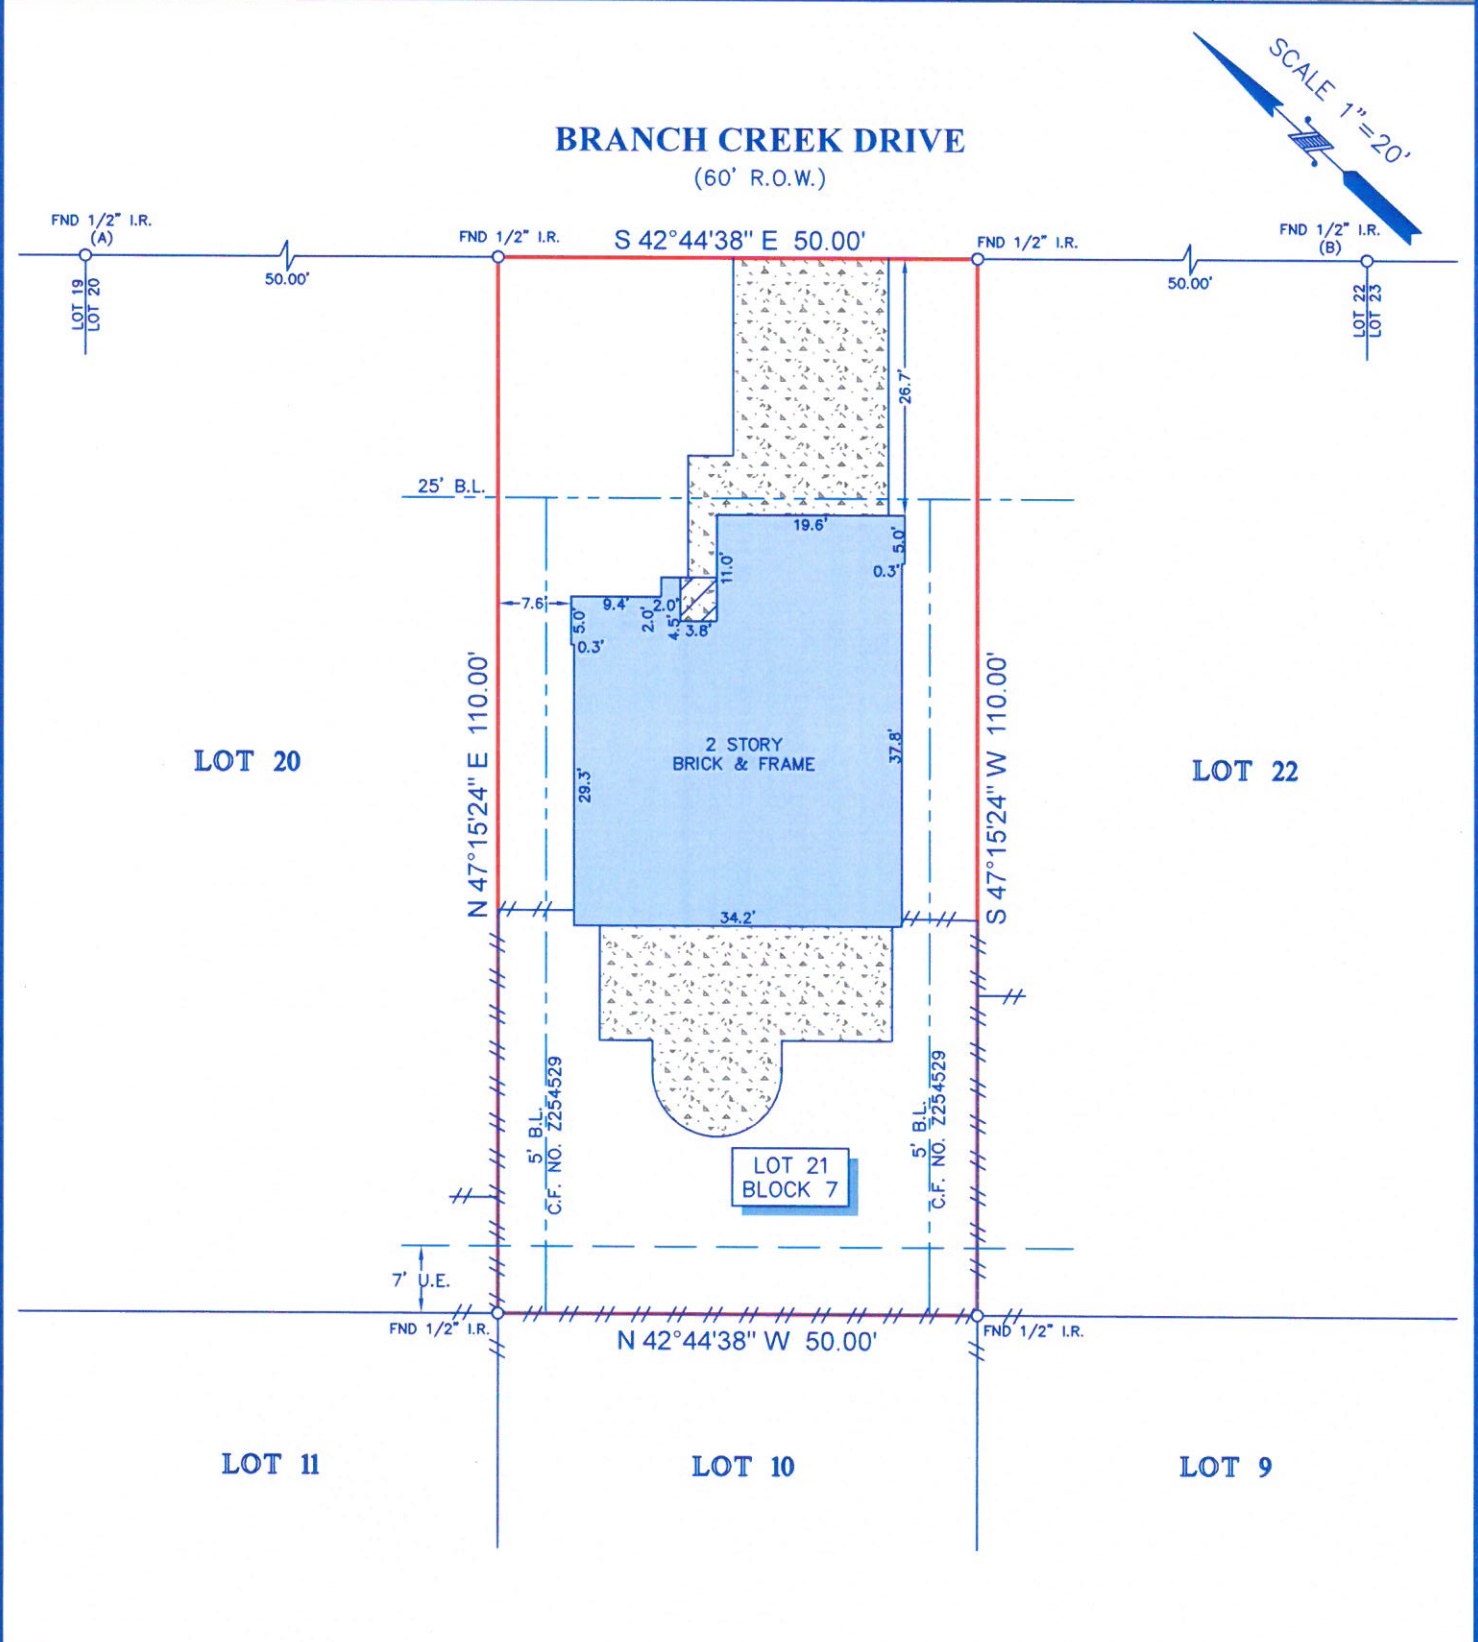 SCALE 1"=20'
BRANCH CREEK DRIVE
(60' R.O.W.)
FND 1/2" I.R.
(A)
FND 1/2" I.R.
S 42°44'38" E 50.00'
FND 1/2" I.R.
FND 1/2" I.R.
(B)
50.00'
50.00'
LOT 19
LOT 20
LOT 22
LOT 23
26.7'
25' B.L.
19.6'
5.0'
0.3'
11.0'
7.6'
9.4'
2.0'
2.0'
4.5'
3.8'
5.0'
0.3'
N 47°15'24" E 110.00'
S 47°15'24" W 110.00'
LOT 20
2 STORY
BRICK & FRAME
LOT 22
29.3'
37.8'
34.2'
5' B.L.
C.F. NO. Z254529
5' B.L.
C.F. NO. Z254529
LOT 21
BLOCK 7
7' U.E.
FND 1/2" I.R.
N 42°44'38" W 50.00'
FND 1/2" I.R.
LOT 11
LOT 10
LOT 9